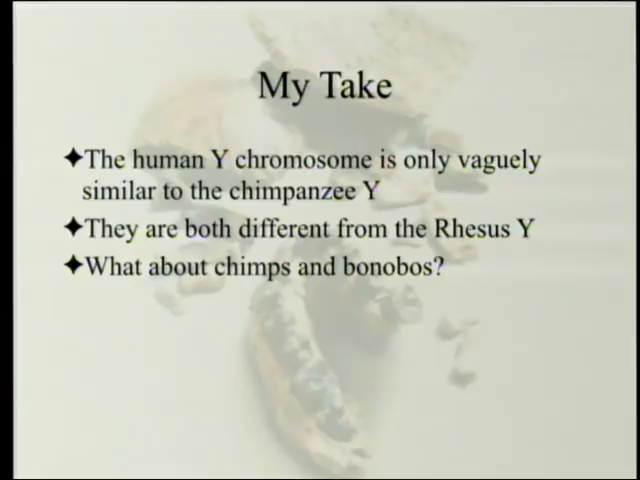 My Take
✦The human Y chromosome is only vaguely
similar to the chimpanzee Y
✦They are both different from the Rhesus Y
✦What about chimps and bonobos?